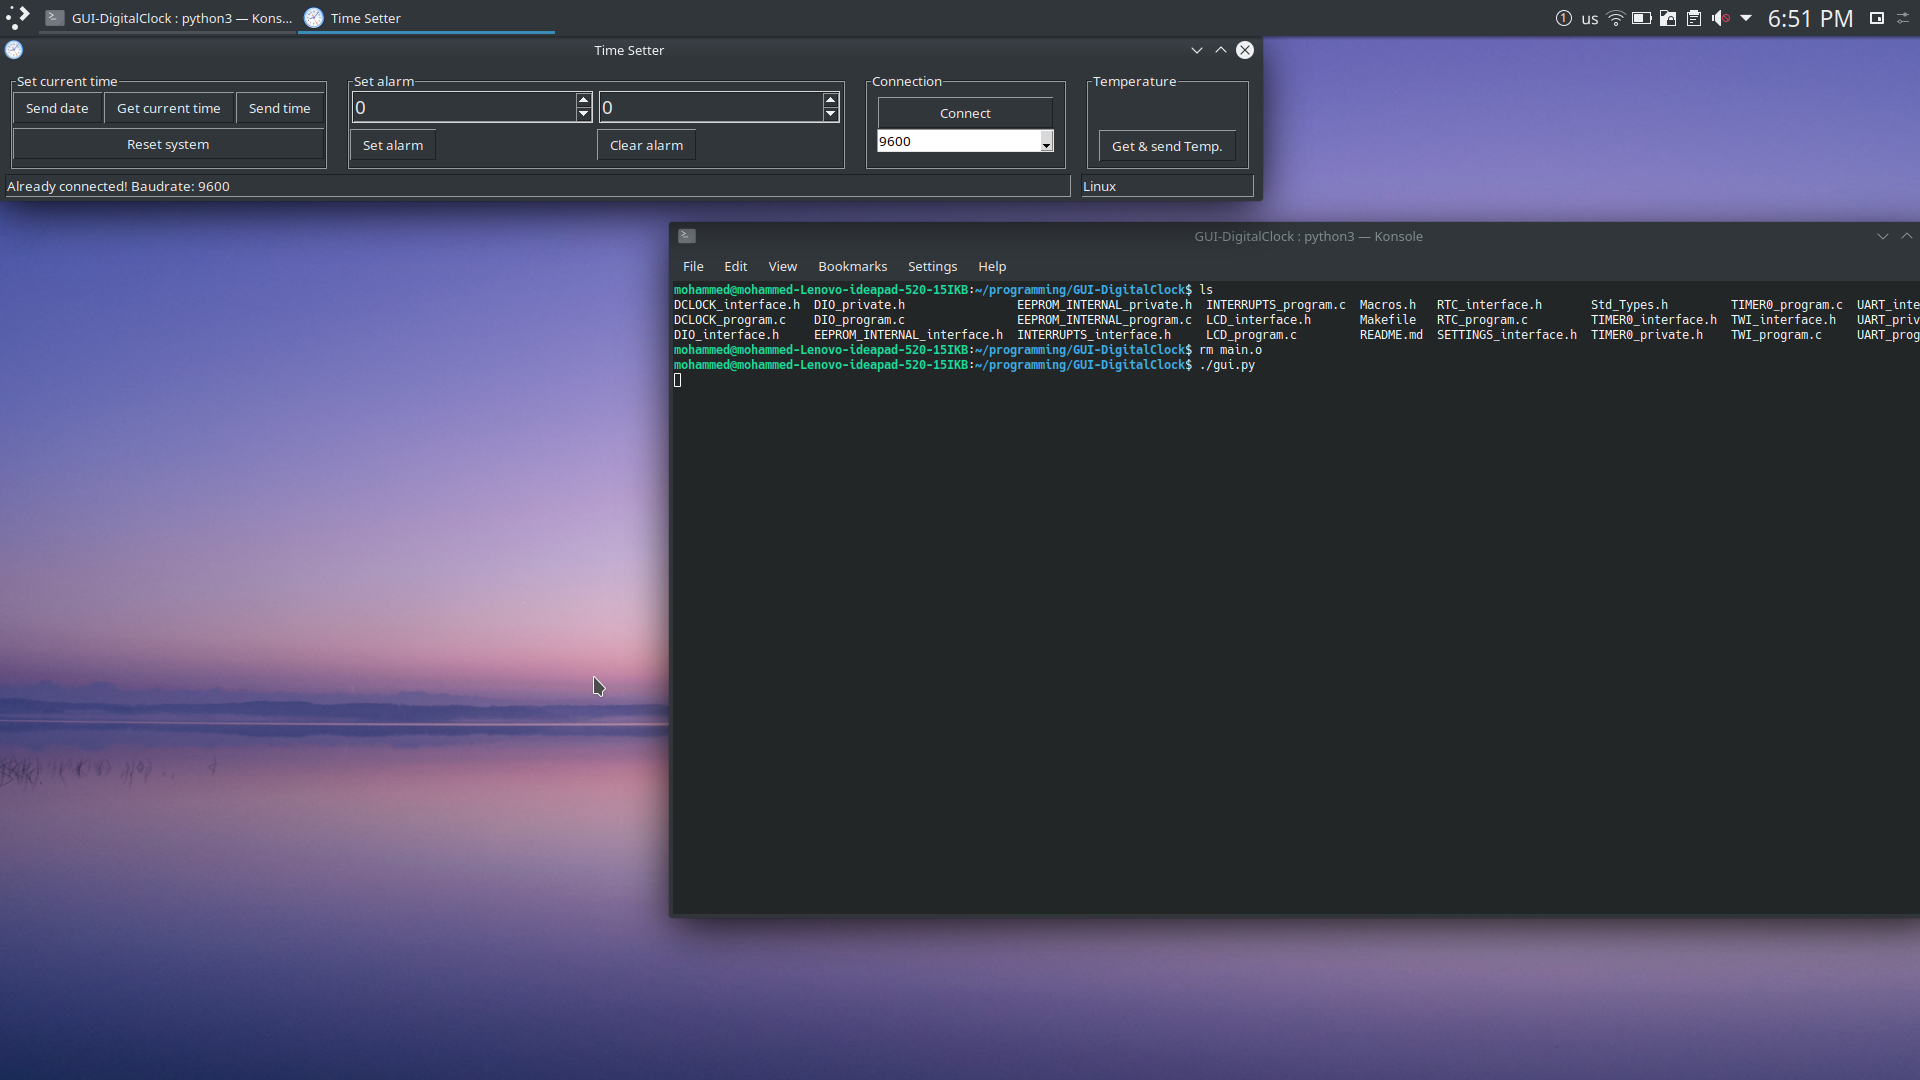 GUI-DigitalClock : python3 — Kons...
Time Setter
1 us
6:51 PM
Time Setter
Set current time
Send date Get current time Send time
Reset system
Set alarm
0 0
Set alarm Clear alarm
Connection
Connect
9600
Temperature
Get & send Temp.
Already connected! Baudrate: 9600
Linux
GUI-DigitalClock : python3 — Konsole
File Edit View Bookmarks Settings Help
mohammed@mohammed-Lenovo-ideapad-520-15IKB:~/programming/GUI-DigitalClock$ ls
DCLOCK_interface.h DIO_private.h EEPROM_INTERNAL_private.h INTERRUPTS_program.c Macros.h RTC_interface.h Std_Types.h TIMER0_program.c UART_inte
DCLOCK_program.c DIO_program.c EEPROM_INTERNAL_program.c LCD_interface.h Makefile RTC_program.c TIMER0_interface.h TWI_interface.h UART_priv
DIO_interface.h EEPROM_INTERNAL_interface.h INTERRUPTS_interface.h LCD_program.c README.md SETTINGS_interface.h TIMER0_private.h TWI_program.c UART_prog
mohammed@mohammed-Lenovo-ideapad-520-15IKB:~/programming/GUI-DigitalClock$ rm main.o
mohammed@mohammed-Lenovo-ideapad-520-15IKB:~/programming/GUI-DigitalClock$ ./gui.py